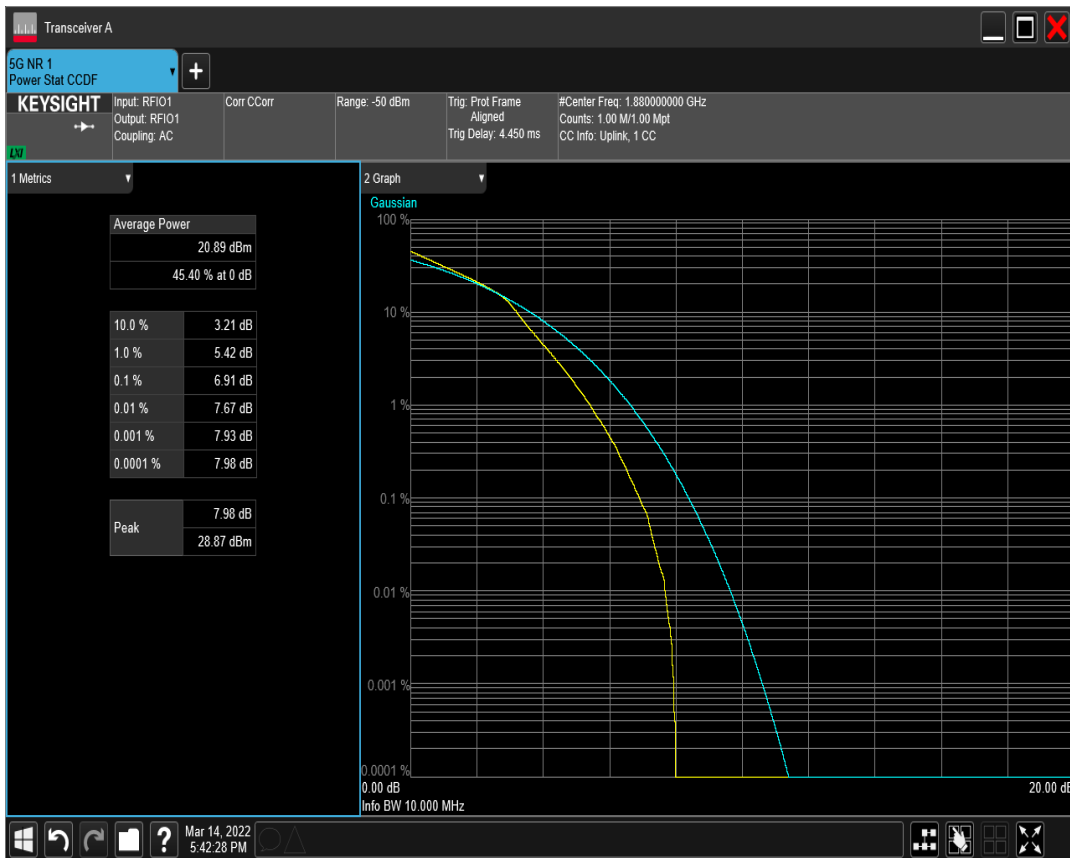 Transceiver A
5G NR 1
Power Stat CCDF
KEYSIGHT
LXI
Input: RFIO1
Output: RFIO1
Coupling: AC
Corr CCorr
Range: -50 dBm
Trig: Prot Frame
Aligned
Trig Delay: 4.450 ms
#Center Freq: 1.880000000 GHz
Counts: 1.00 M/1.00 Mpt
CC Info: Uplink, 1 CC
1 Metrics
Average Power
20.89 dBm
45.40 % at 0 dB
10.0 % 3.21 dB
1.0 % 5.42 dB
0.1 % 6.91 dB
0.01 % 7.67 dB
0.001 % 7.93 dB
0.0001 % 7.98 dB
Peak 7.98 dB
28.87 dBm
2 Graph
Gaussian
100 %
10 %
1 %
0.1 %
0.01 %
0.001 %
0.0001 %
0.00 dB 20.00 dB
Info BW 10.000 MHz
Mar 14, 2022
5:42:28 PM